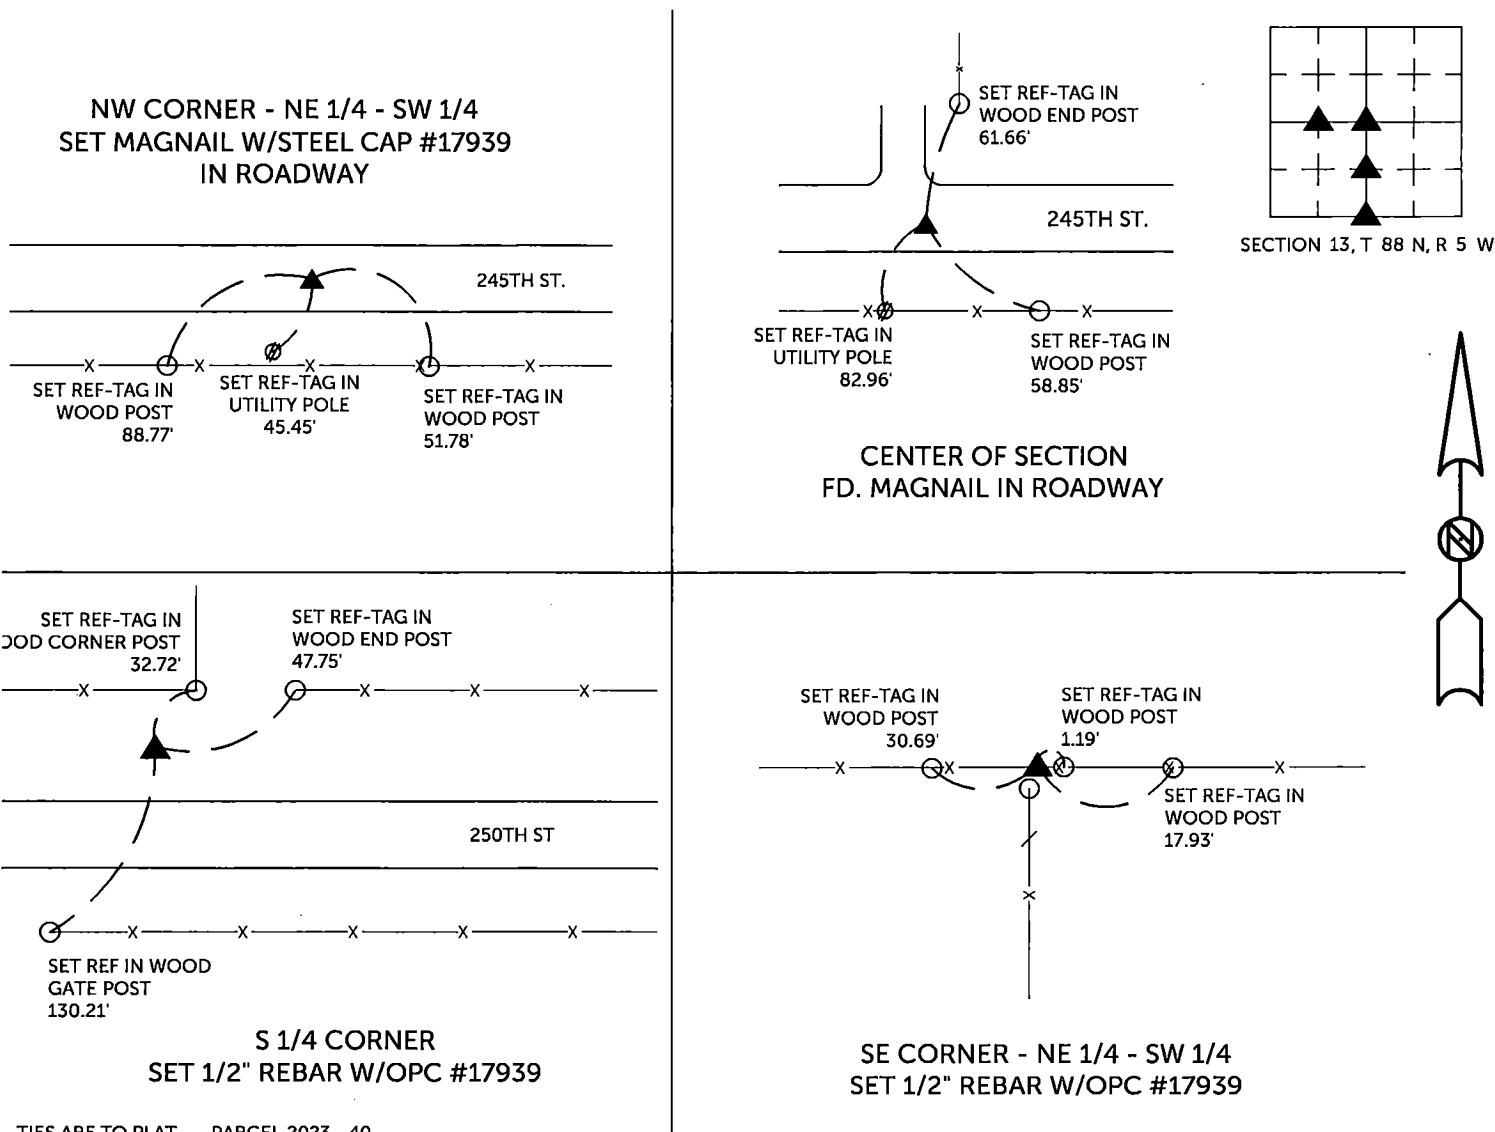 NW CORNER - NE 1/4 - SW 1/4
SET MAGNAIL W/STEEL CAP #17939
IN ROADWAY
245TH ST.
X X X X X
SET REF-TAG IN
WOOD POST
88.77'
SET REF-TAG IN
UTILITY POLE
45.45'
SET REF-TAG IN
WOOD POST
51.78'
X
SET REF-TAG IN
WOOD END POST
61.66'
245TH ST.
X X X
SET REF-TAG IN
UTILITY POLE
82.96'
SET REF-TAG IN
WOOD POST
58.85'
CENTER OF SECTION
FD. MAGNAIL IN ROADWAY
SECTION 13, T 88 N, R 5 W
N
SET REF-TAG IN
OOD CORNER POST
32.72'
SET REF-TAG IN
WOOD END POST
47.75'
X X X X
250TH ST
X X X X X
SET REF IN WOOD
GATE POST
130.21'
S 1/4 CORNER
SET 1/2" REBAR W/OPC #17939
SET REF-TAG IN
WOOD POST
30.69'
SET REF-TAG IN
WOOD POST
1.19'
X X X X X
SET REF-TAG IN
WOOD POST
17.93'
X
SE CORNER - NE 1/4 - SW 1/4
SET 1/2" REBAR W/OPC #17939
TIES ARE TO PLAT PARCEL 2023 - 40